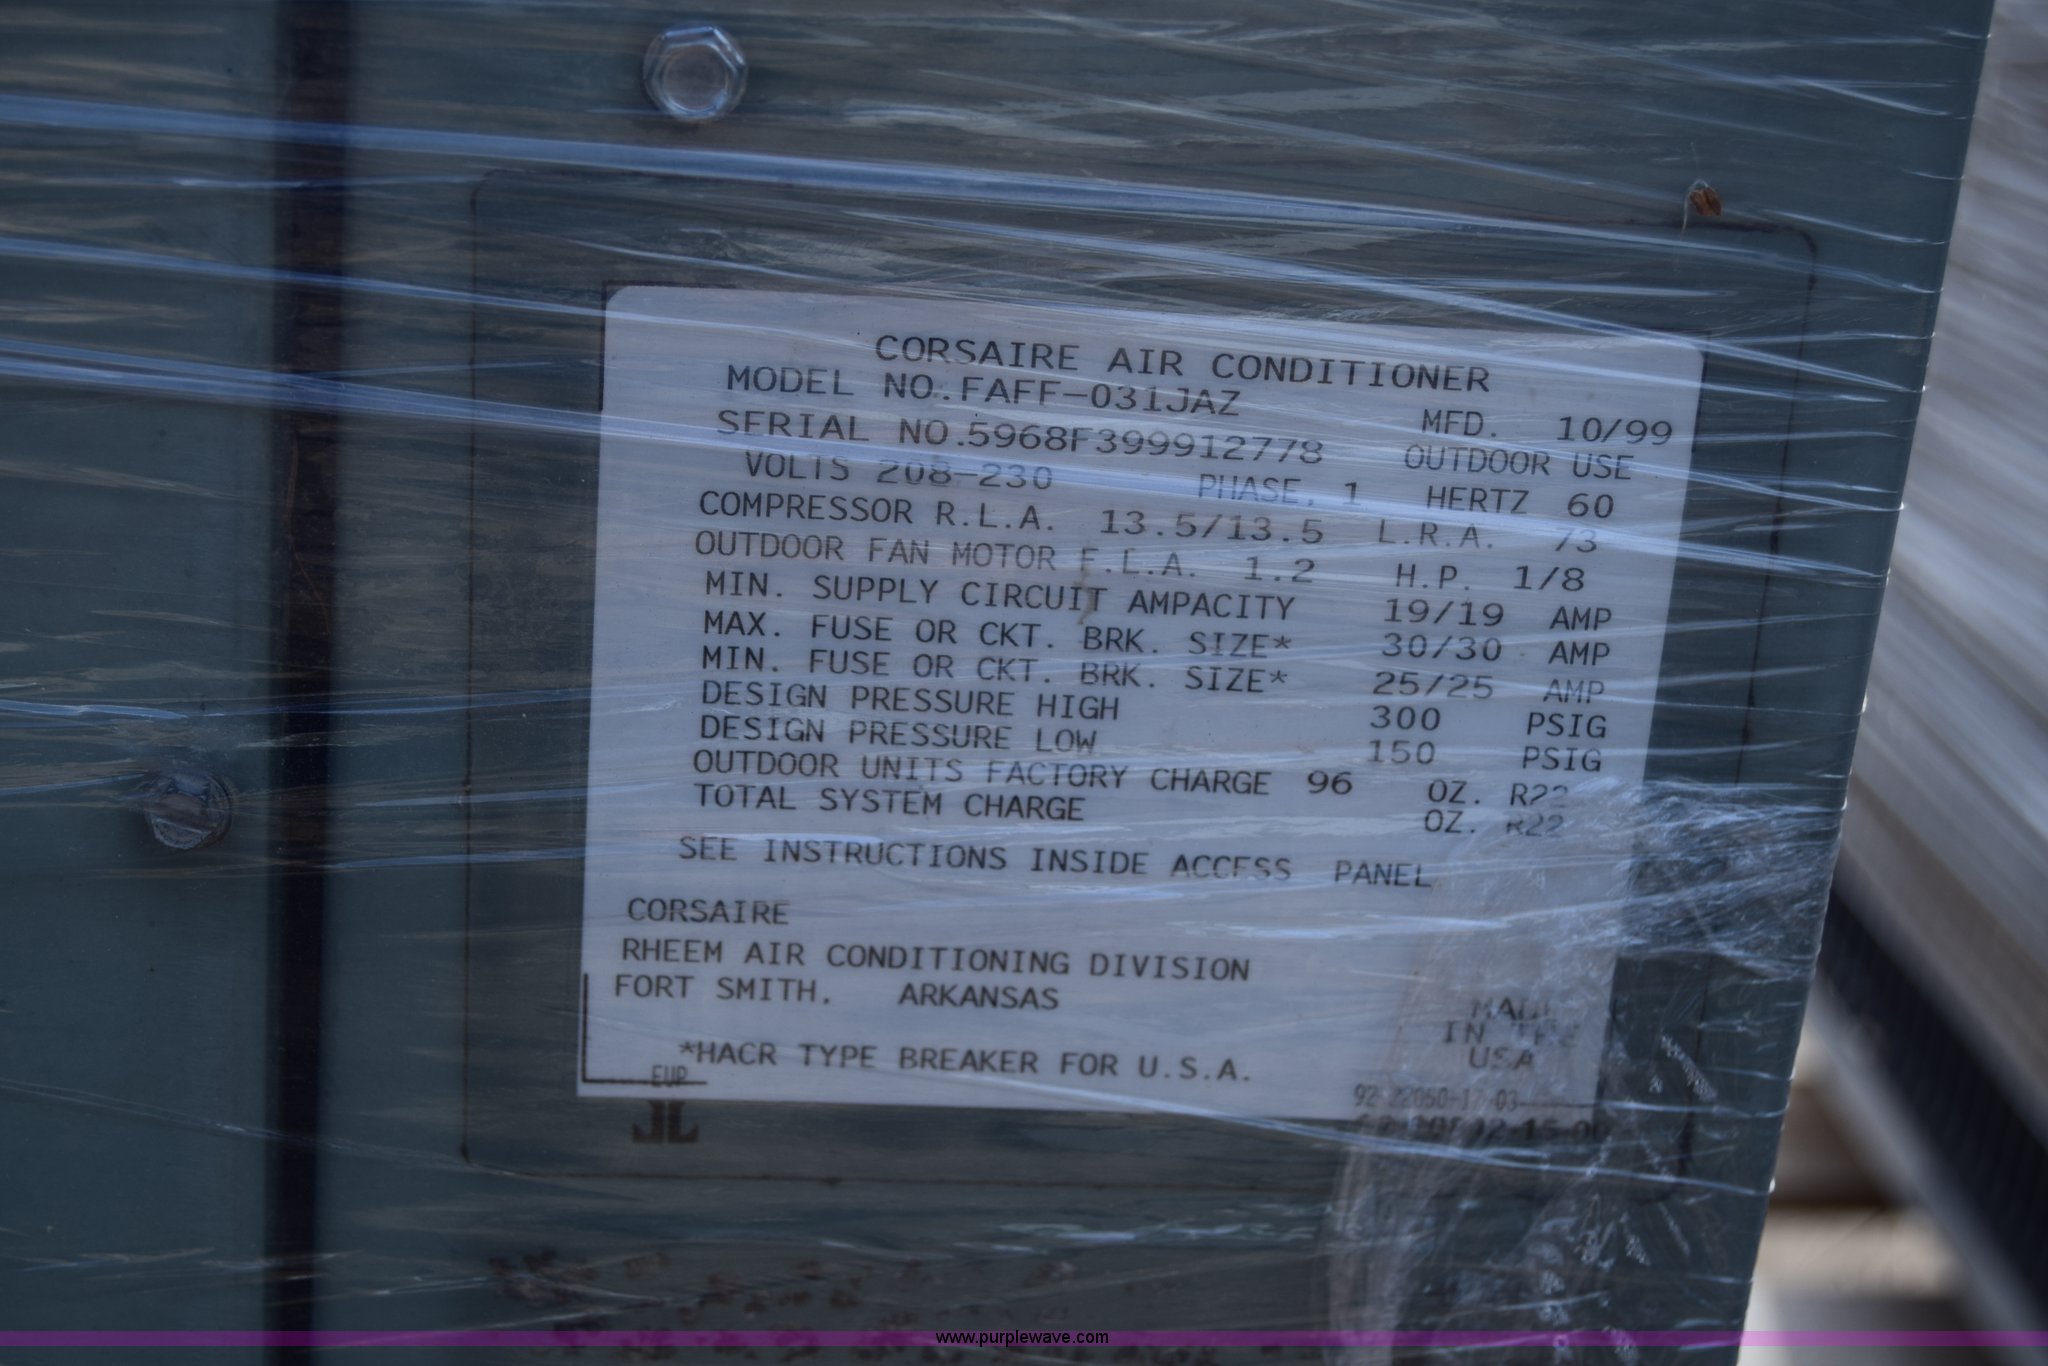 CORSAIRE AIR CONDITIONER
MODEL NO. FAFF-031JAZ MFD. 10/99
SERIAL NO. 5968F399912778 OUTDOOR USE
VOLTS 208-230 PHASE. 1 HERTZ 60
COMPRESSOR R.L.A. 13.5/13.5 L.R.A. 73
OUTDOOR FAN MOTOR F.L.A. 1.2 H.P. 1/8
MIN. SUPPLY CIRCUIT AMPACITY 19/19 AMP
MAX. FUSE OR CKT. BRK. SIZE* 30/30 AMP
MIN. FUSE OR CKT. BRK. SIZE* 25/25 AMP
DESIGN PRESSURE HIGH 300 PSIG
DESIGN PRESSURE LOW 150 PSIG
OUTDOOR UNITS FACTORY CHARGE 96 OZ. R22
TOTAL SYSTEM CHARGE OZ. R22
SEE INSTRUCTIONS INSIDE ACCESS PANEL
CORSAIRE
RHEEM AIR CONDITIONING DIVISION
FORT SMITH. ARKANSAS
MADE
IN THE
USA
*HACR TYPE BREAKER FOR U.S.A.
EUP
www.purplewave.com